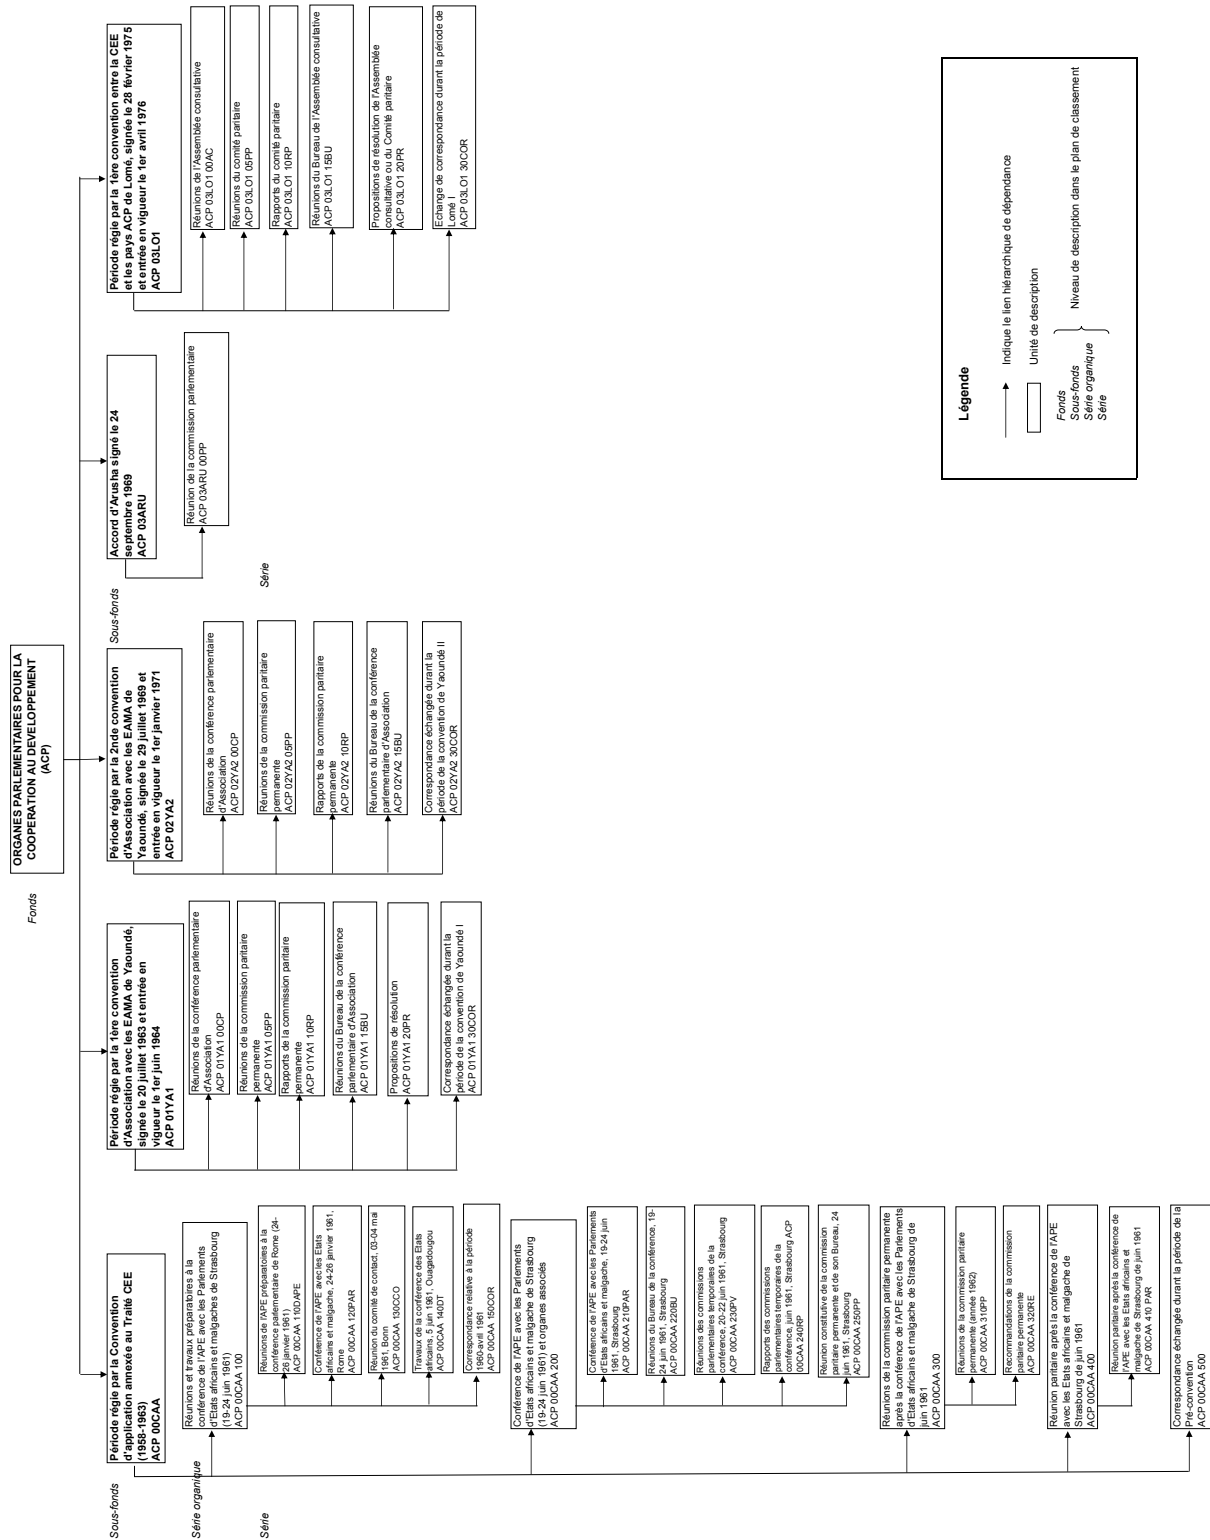 ORGANES PARLEMENTAIRES POUR LA
COOPERATION AU DEVELOPPEMENT
(ACP)
Fonds
Sous-fonds
Période régie par la Convention
d'application annexée au Traité CEE
(1958-1963)
ACP 00CAA
Série organique
Réunions et travaux préparatoires à la
conférence de l'APE avec les Parlements
d'Etats africains et malgaches de Strasbourg
(19-24 juin 1961)
ACP 00CAA 100
Série
Réunions de l'APE préparatoires à la
conférence parlementaire de Rome (24-
26 janvier 1961)
ACP 00CAA 110DAPE
Conférence de l'APE avec les Etats
africains et malgache, 24-26 janvier 1961,
Rome
ACP 00CAA 120PAR
Réunion du comité de contact, 03-04 mai
1961, Bonn
ACP 00CAA 130CCO
Travaux de la conférence des Etats
africains, 5 juin 1961, Ouagadougou
ACP 00CAA 140DT
Correspondance relative à la période
1960-avril 1961
ACP 00CAA 150COR
Conférence de l'APE avec les Parlements
d'Etats africains et malgache de Strasbourg
(19-24 juin 1961) et organes associés
ACP 00CAA 200
Conférence de l'APE avec les Parlements
d'Etats africains et malgache, 19-24 juin
1961, Strasbourg
ACP 00CAA 210PAR
Réunions du Bureau de la conférence, 19-
24 juin 1961, Strasbourg
ACP 00CAA 220BU
Réunions des commissions
parlementaires temporaires de la
conférence, 20-22 juin 1961, Strasbourg
ACP 00CAA 230PV
Rapports des commissions
parlementaires temporaires de la
conférence, juin 1961, Strasbourg ACP
00CAA 240RP
Réunion constitutive de la commission
paritaire permanente et de son Bureau, 24
juin 1961, Strasbourg
ACP 00CAA 250PP
Réunions de la commission paritaire permanente
après la conférence de l'APE avec les Parlements
d'Etats africains et malgache de Strasbourg de
juin 1961
ACP 00CAA 300
Réunions de la commission paritaire
permanente (année 1962)
ACP 00CAA 310PP
Recommandations de la commission
paritaire permanente
ACP 00CAA 320RE
Réunion paritaire après la conférence de l'APE
avec les Etats africains et malgache de
Strasbourg de juin 1961
ACP 00CAA 400
Réunion paritaire après la conférence de
l'APE avec les Etats africains et
malgache de Strasbourg de juin 1961
ACP 00CAA 410 PAR
Correspondance échangée durant la période de la
Pré-convention
ACP 00CAA 500
Période régie par la 1ère convention
d'Association avec les EAMA de Yaoundé,
signée le 20 juillet 1963 et entrée en
vigueur le 1er juin 1964
ACP 01YA1
Réunions de la conférence parlementaire
d'Association
ACP 01YA1 00CP
Réunions de la commission paritaire
permanente
ACP 01YA1 05PP
Rapports de la commission paritaire
permanente
ACP 01YA1 10RP
Réunions du Bureau de la conférence
parlementaire d'Association
ACP 01YA1 15BU
Propositions de résolution
ACP 01YA1 20PR
Correspondance échangée durant la
période de la convention de Yaoundé I
ACP 01YA1 30COR
Période régie par la 2nde convention
d'Association avec les EAMA de
Yaoundé, signée le 29 juillet 1969 et
entrée en vigueur le 1er janvier 1971
ACP 02YA2
Réunions de la conférence parlementaire
d'Association
ACP 02YA2 00CP
Réunions de la commission paritaire
permanente
ACP 02YA2 05PP
Rapports de la commission paritaire
permanente
ACP 02YA2 10RP
Réunions du Bureau de la conférence
parlementaire d'Association
ACP 02YA2 15BU
Correspondance échangée durant la
période de la convention de Yaoundé II
ACP 02YA2 30COR
Sous-fonds
Accord d'Arusha signé le 24
septembre 1969
ACP 03ARU
Réunion de la commission parlementaire
ACP 03ARU 00PP
Série
Période régie par la 1ère convention entre la CEE
et les pays ACP de Lomé, signée le 28 février 1975
et entrée en vigueur le 1er avril 1976
ACP 03LO1
Réunions de l'Assemblée consultative
ACP 03LO1 00AC
Réunions du comité paritaire
ACP 03LO1 05PP
Rapports du comité paritaire
ACP 03LO1 10RP
Réunions du Bureau de l'Assemblée consultative
ACP 03LO1 15BU
Propositions de résolution de l'Assemblée
consultative ou du Comité paritaire
ACP 03LO1 20PR
Echange de correspondance durant la période de
Lomé I
ACP 03LO1 30COR
Légende
Indique le lien hiérarchique de dépendance
Unité de description
Fonds
Sous-fonds
Série organique
Série
Niveau de description dans le plan de classement